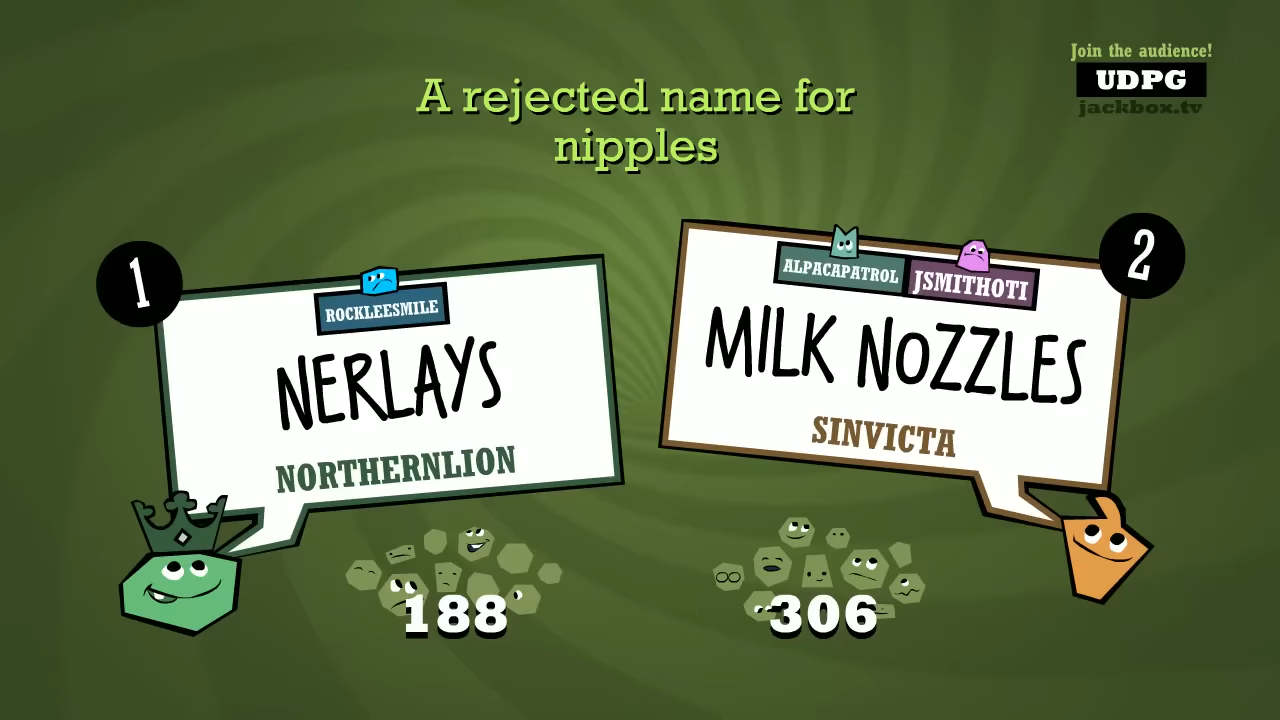 Join the audience!
UDPG
jackbox.tv
A rejected name for
nipples
1
ROCKLEESMILE
NERLAYS
NORTHERNLION
2
ALPACAPATROL
JSMITHOTI
MILK NOZZLES
SINVICTA
188
306